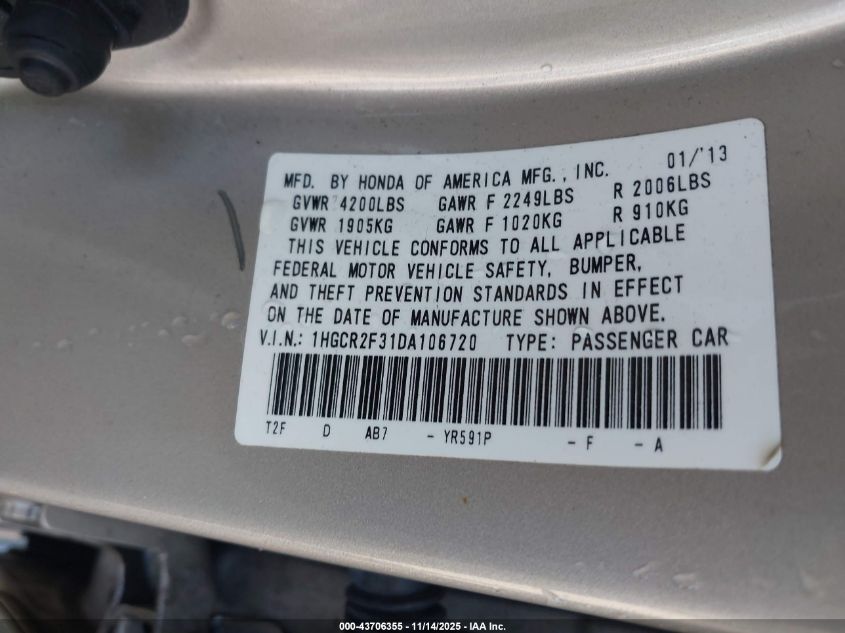 MFD. BY HONDA OF AMERICA MFG., INC. 01/'13
GVWR 4200LBS GAWR F 2249LBS R 2006LBS
GVWR 1905KG GAWR F 1020KG R 910KG
THIS VEHICLE CONFORMS TO ALL APPLICABLE
FEDERAL MOTOR VEHICLE SAFETY, BUMPER,
AND THEFT PREVENTION STANDARDS IN EFFECT
ON THE DATE OF MANUFACTURE SHOWN ABOVE.
V.I.N.: 1HGCR2F31DA106720 TYPE: PASSENGER CAR
T2F D AB7 - YR591P - F - A
000-43706355 - 11/14/2025 - IAA Inc.